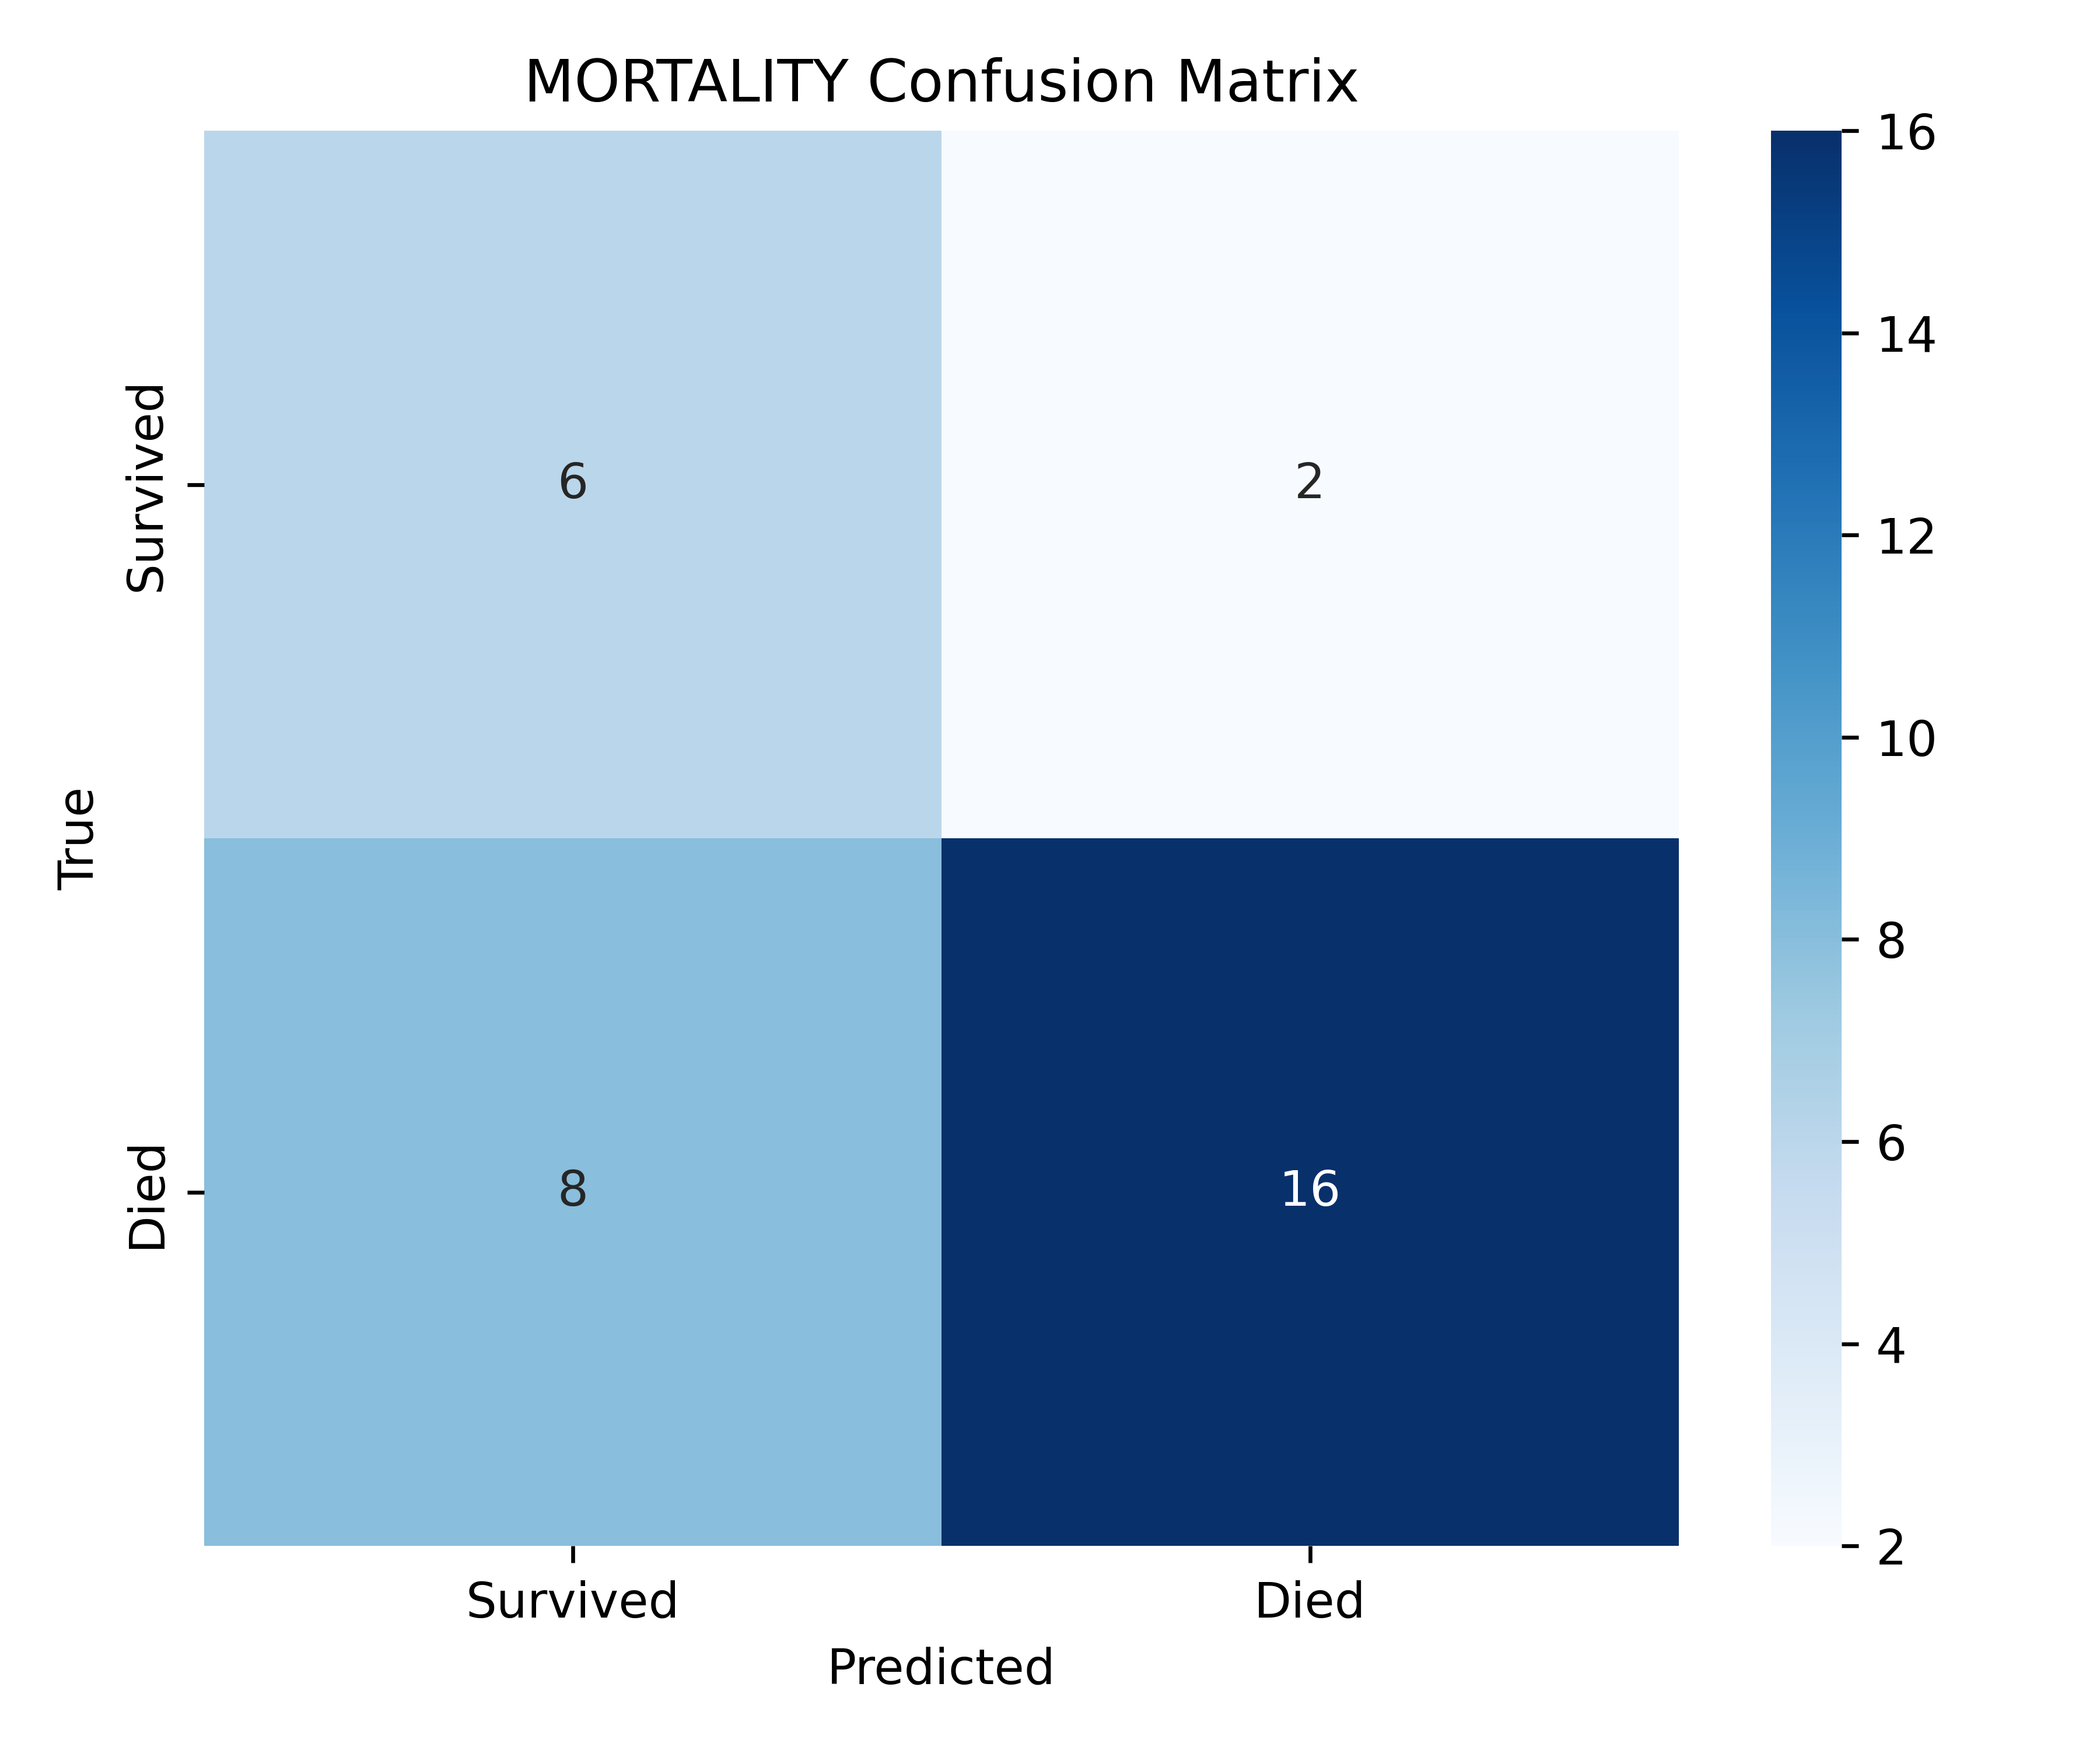 MORTALITY Confusion Matrix
True
Survived
Died
6
2
8
16
Survived
Died
Predicted
16
14
12
10
8
6
4
2